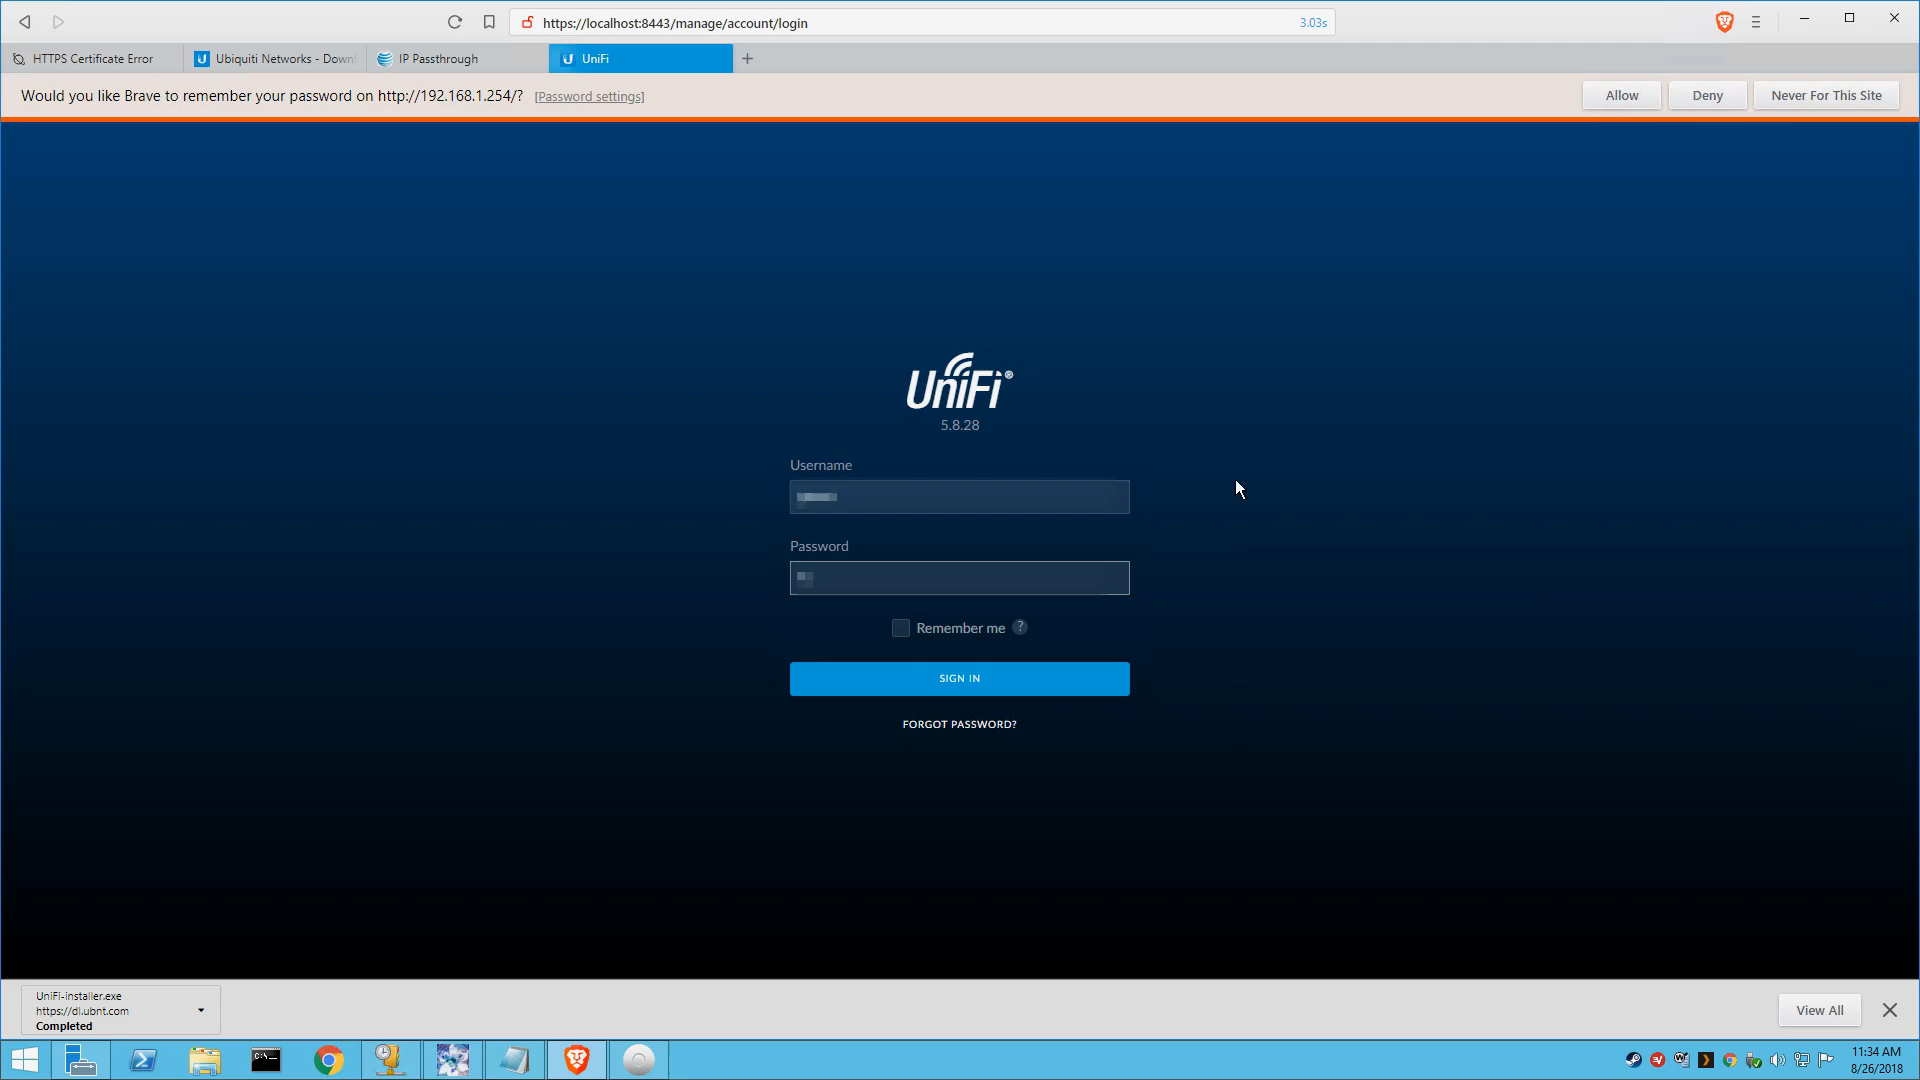 https://localhost:8443/manage/account/login
3.03s
HTTPS Certificate Error
Ubiquiti Networks - Down
IP Passthrough
UniFi
Would you like Brave to remember your password on http://192.168.1.254/?
[Password settings]
Allow
Deny
Never For This Site
UniFi®
5.8.28
Username
Password
Remember me
?
SIGN IN
FORGOT PASSWORD?
UniFi-installer.exe
https://dl.ubnt.com
Completed
View All
11:34 AM
8/26/2018